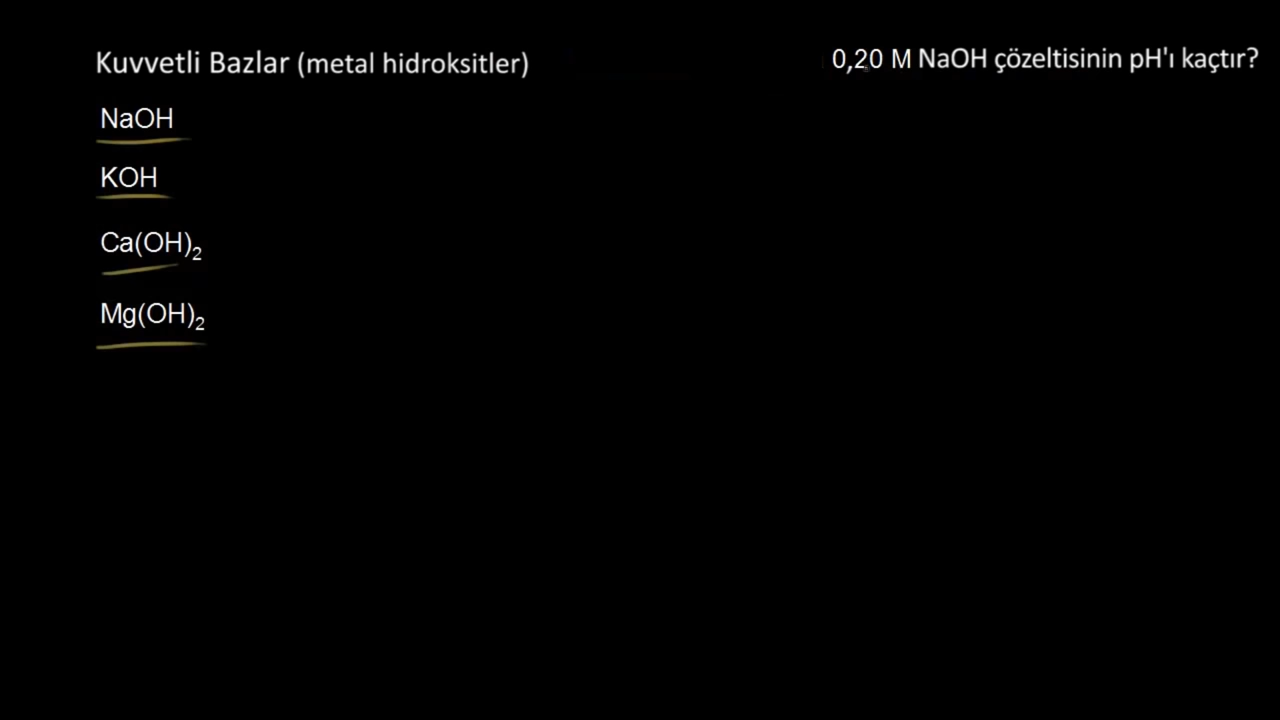 Kuvvetli Bazlar (metal hidroksitler)
NaOH
KOH
Ca(OH)₂
Mg(OH)₂
0,20 M NaOH çözeltisinin pH'ı kaçtır?